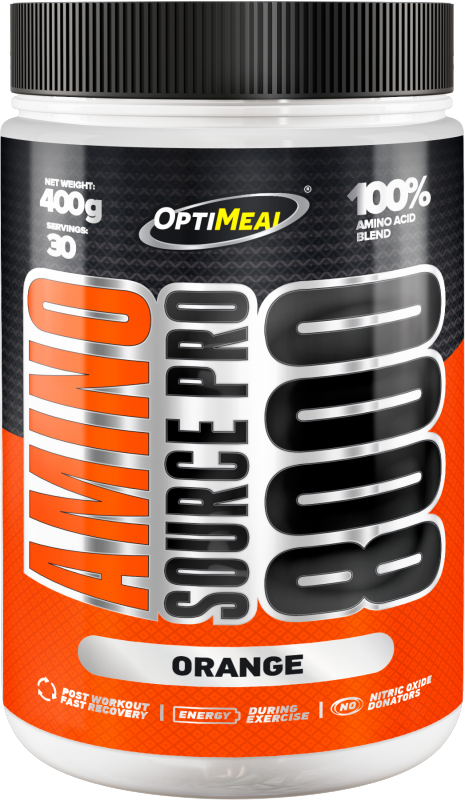 NET WEIGHT:
400g
SERVINGS:
30
OPTIMEAL®
100%
AMINO ACID
BLEND
AMINO
SOURCE PRO
8000
ORANGE
POST WORKOUT
FAST RECOVERY
ENERGY
DURING
EXERCISE
NO
NITRIC OXIDE
DONATORS